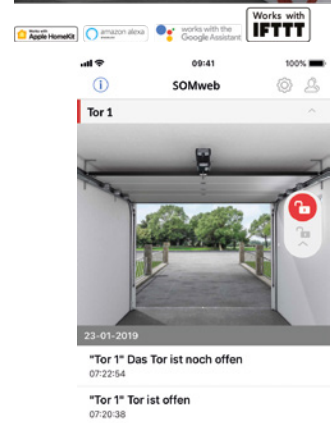 Works with
Apple HomeKit
amazon alexa
works with the
Google Assistant
Works with
IFTTT
09:41
100%
SOMweb
Tor 1
23-01-2019
"Tor 1" Das Tor ist noch offen
07:22:54
"Tor 1" Tor ist offen
07:20:38